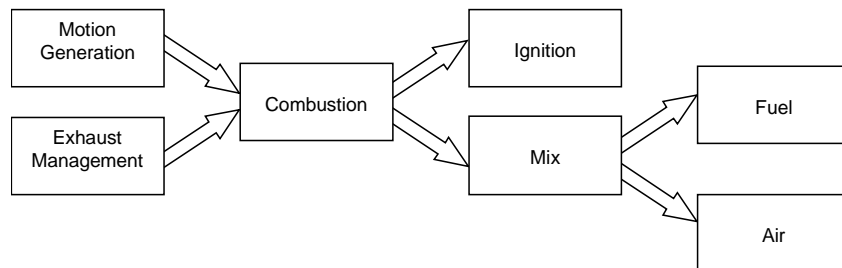 Motion
Generation
Exhaust
Management
Combustion
Ignition
Mix
Fuel
Air